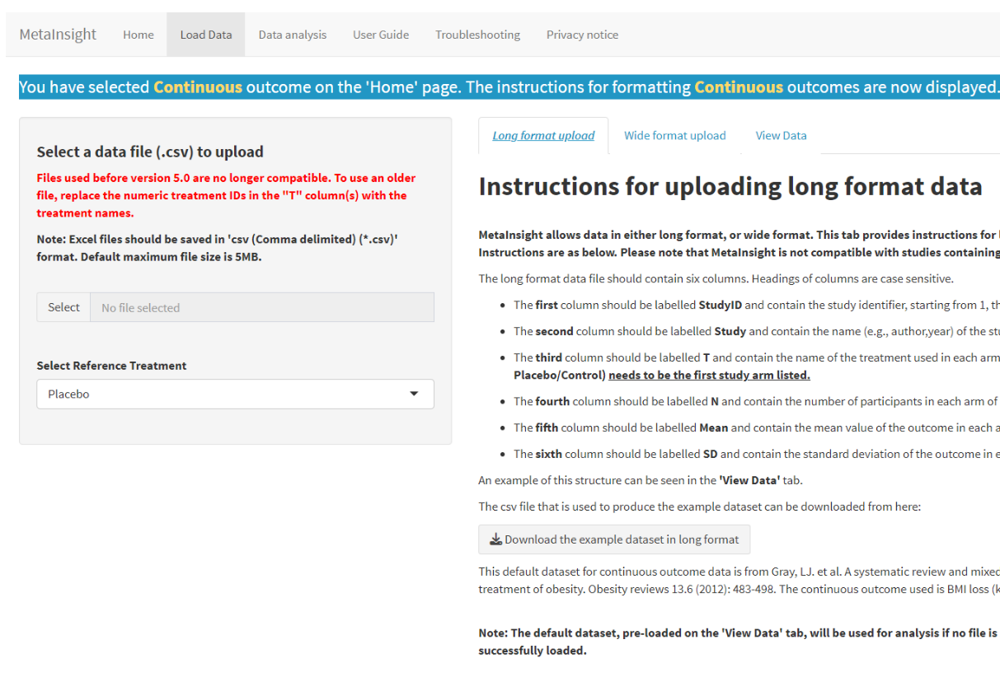 MetaInsight Home Load Data Data analysis User Guide Troubleshooting Privacy notice
You have selected Continuous outcome on the 'Home' page. The instructions for formatting Continuous outcomes are now displayed.
Select a data file (.csv) to upload
Files used before version 5.0 are no longer compatible. To use an older
file, replace the numeric treatment IDs in the "T" column(s) with the
treatment names.
Note: Excel files should be saved in 'csv (Comma delimited) (*.csv)'
format. Default maximum file size is 5MB.
Select No file selected
Select Reference Treatment
Placebo
Long format upload Wide format upload View Data
Instructions for uploading long format data
MetaInsight allows data in either long format, or wide format. This tab provides instructions for
Instructions are as below. Please note that MetaInsight is not compatible with studies containing
The long format data file should contain six columns. Headings of columns are case sensitive.
The first column should be labelled StudyID and contain the study identifier, starting from 1,
The second column should be labelled Study and contain the name (e.g., author,year) of the
The third column should be labelled T and contain the name of the treatment used in each arm
Placebo/Control) needs to be the first study arm listed.
The fourth column should be labelled N and contain the number of participants in each arm of
The fifth column should be labelled Mean and contain the mean value of the outcome in each
The sixth column should be labelled SD and contain the standard deviation of the outcome in
An example of this structure can be seen in the 'View Data' tab.
The csv file that is used to produce the example dataset can be downloaded from here:
Download the example dataset in long format
This default dataset for continuous outcome data is from Gray, LJ. et al. A systematic review and mixed
treatment of obesity. Obesity reviews 13.6 (2012): 483-498. The continuous outcome used is BMI loss
Note: The default dataset, pre-loaded on the 'View Data' tab, will be used for analysis if no file is
successfully loaded.